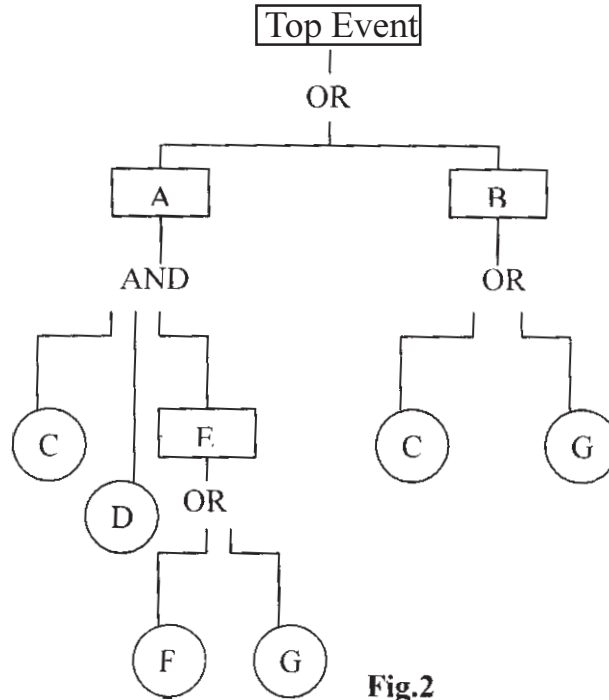 Top Event
OR
A B
AND OR
C E C G
D OR
F G
Fig.2